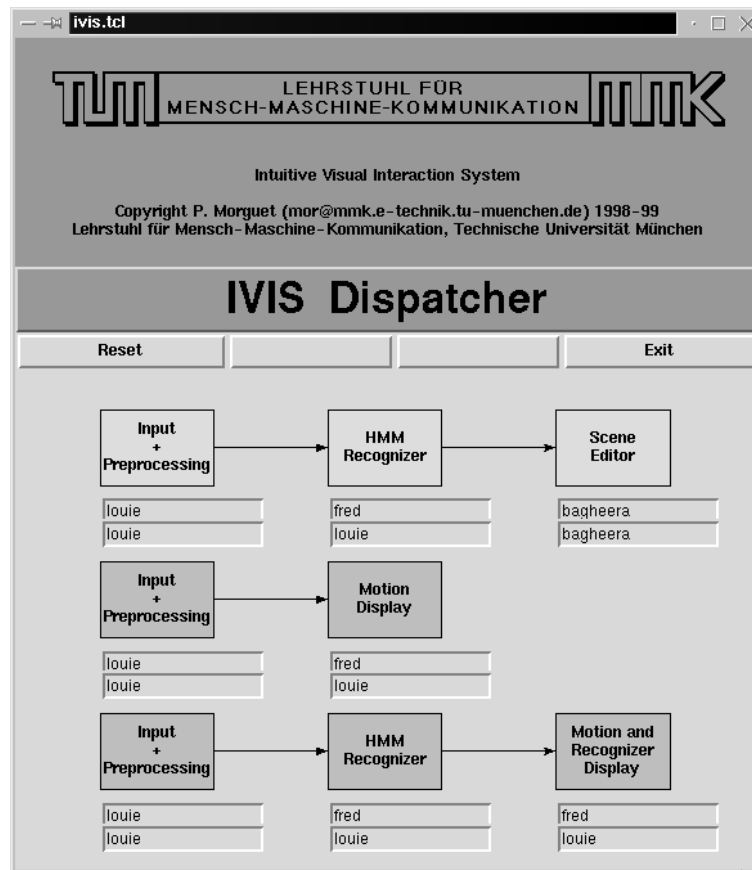 ivis.tcl
TUM LEHRSTUHL FÜR MMK
MENSCH-MASCHINE-KOMMUNIKATION
Intuitive Visual Interaction System
Copyright P. Morguet (mor@mmk.e-technik.tu-muenchen.de) 1998-99
Lehrstuhl für Mensch-Maschine-Kommunikation, Technische Universität München
IVIS Dispatcher
Reset Exit
Input
+
Preprocessing
HMM
Recognizer
Scene
Editor
louie fred bagheera
louie louie bagheera
Input
+
Preprocessing
Motion
Display
louie fred
louie louie
Input
+
Preprocessing
HMM
Recognizer
Motion and
Recognizer
Display
louie fred fred
louie louie louie